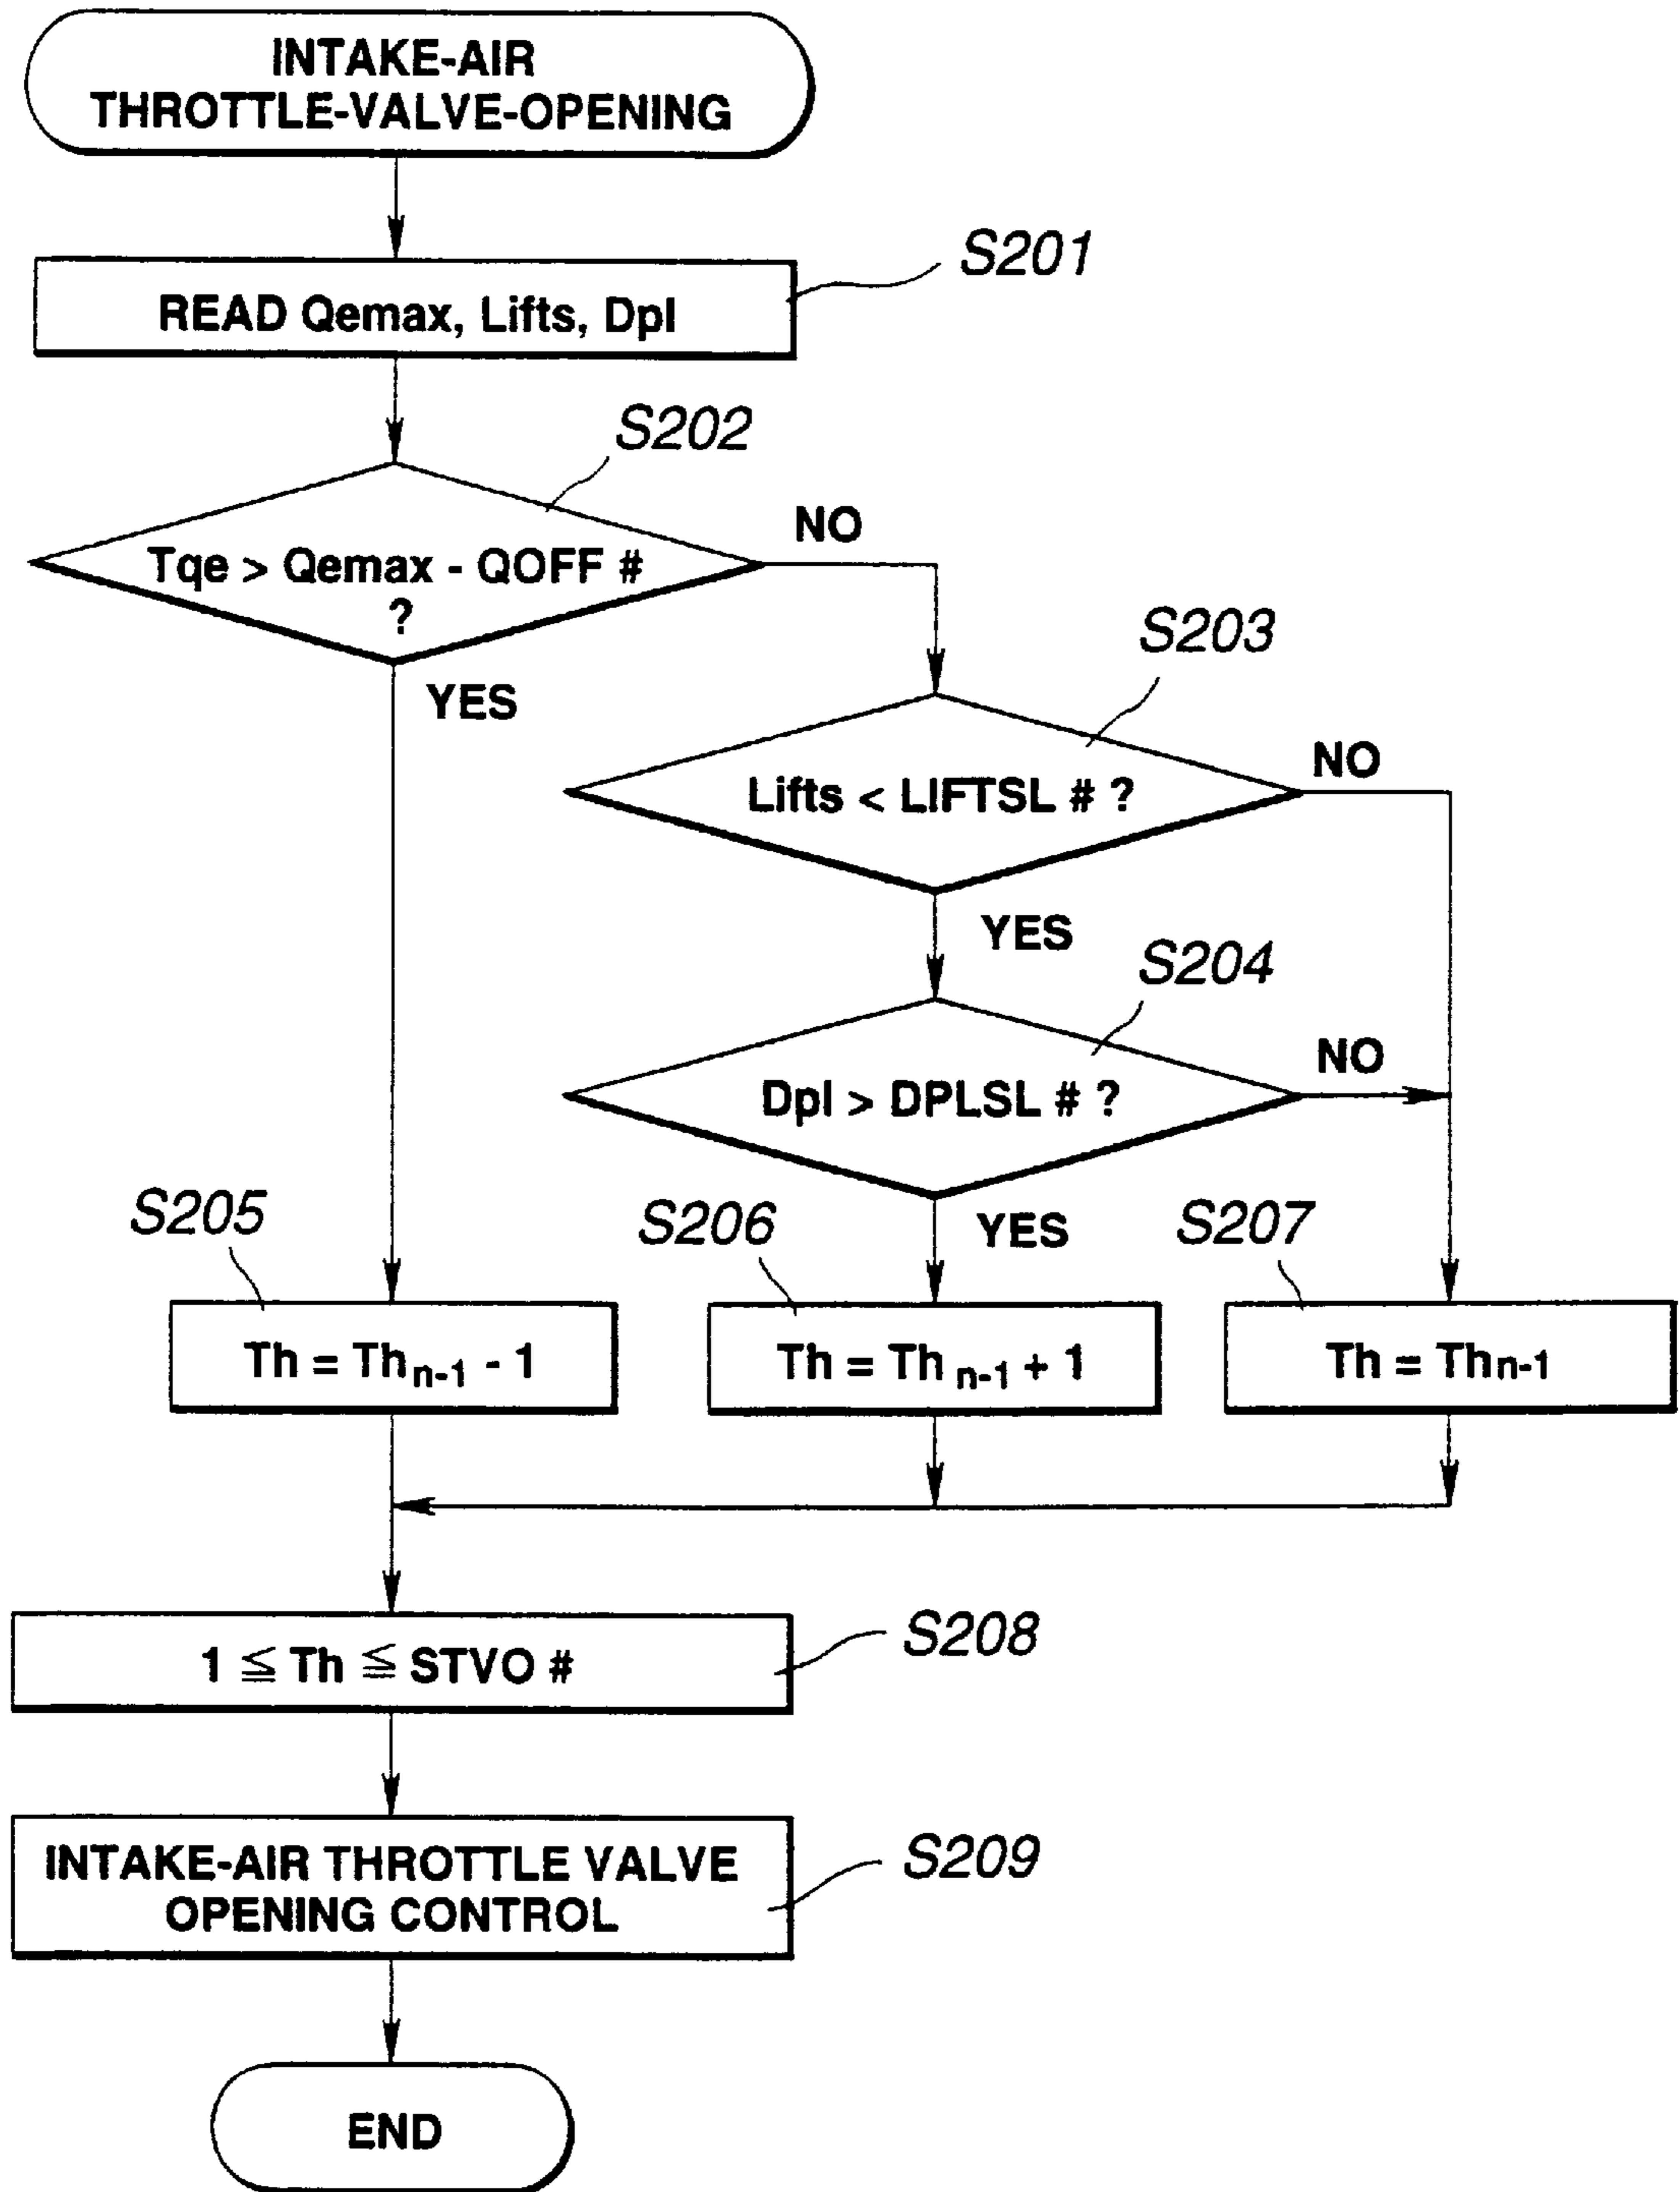 INTAKE-AIR
THROTTLE-VALVE-OPENING
S201
READ Qemax, Lifts, Dpl
S202
Tqe > Qemax - QOFF #
?
NO
YES
S203
Lifts < LIFTSL # ?
NO
YES
S204
Dpl > DPLSL # ?
NO
YES
S205
Th = Thn-1 - 1
S206
Th = Th n-1 + 1
S207
Th = Thn-1
1 ≦ Th ≦ STVO #
S208
INTAKE-AIR THROTTLE VALVE
OPENING CONTROL
S209
END